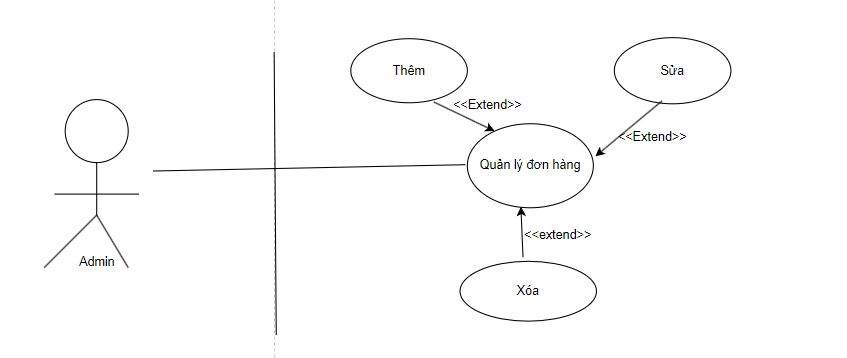 Thêm
Sửa
<<Extend>>
<<Extend>>
Quản lý đơn hàng
<<extend>>
Admin
Xóa